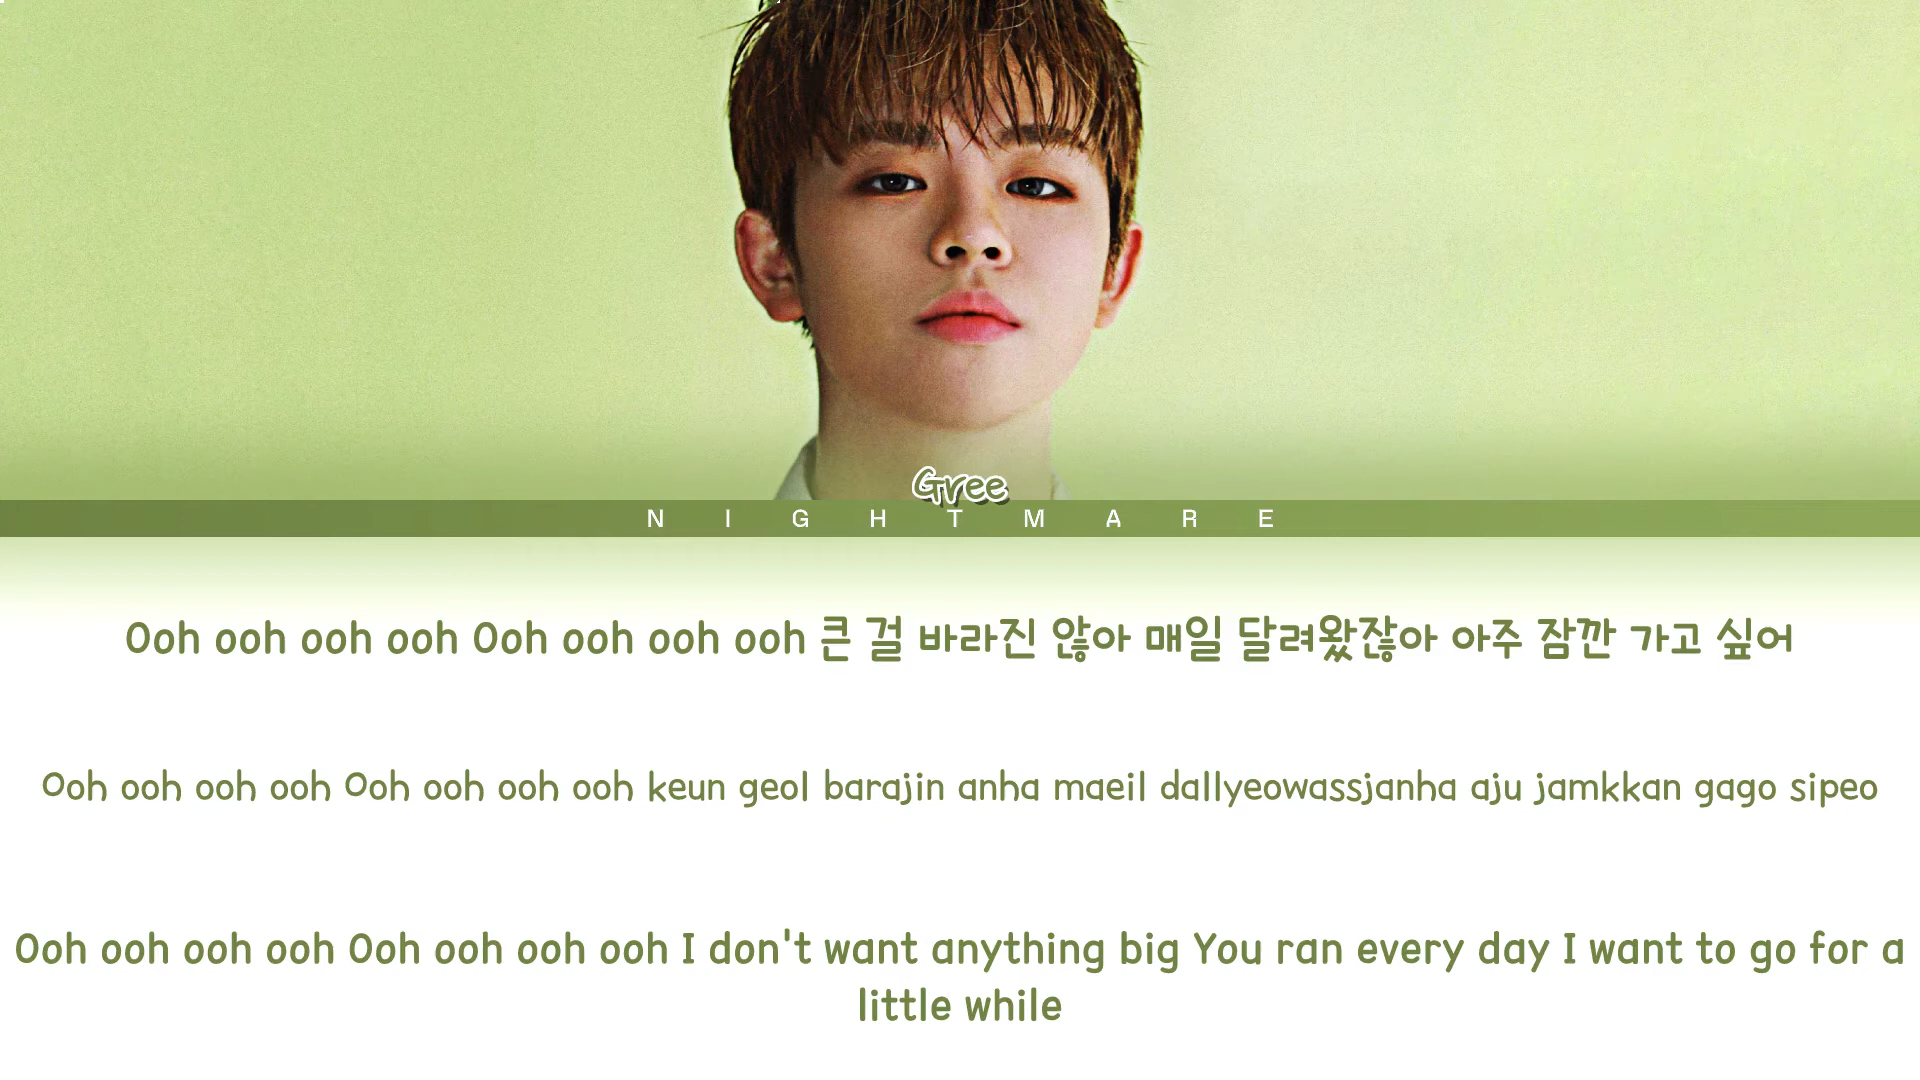 Gree
NIGHTMARE
Ooh ooh ooh ooh Ooh ooh ooh ooh 큰 걸 바라진 않아 매일 달려왔잖아 아주 잠깐 가고 싶어
Ooh ooh ooh ooh Ooh ooh ooh ooh keun geol barajin anha maeil dallyeowassjanha aju jamkkan gago sipeo
Ooh ooh ooh ooh Ooh ooh ooh ooh I don't want anything big You ran every day I want to go for a
little while